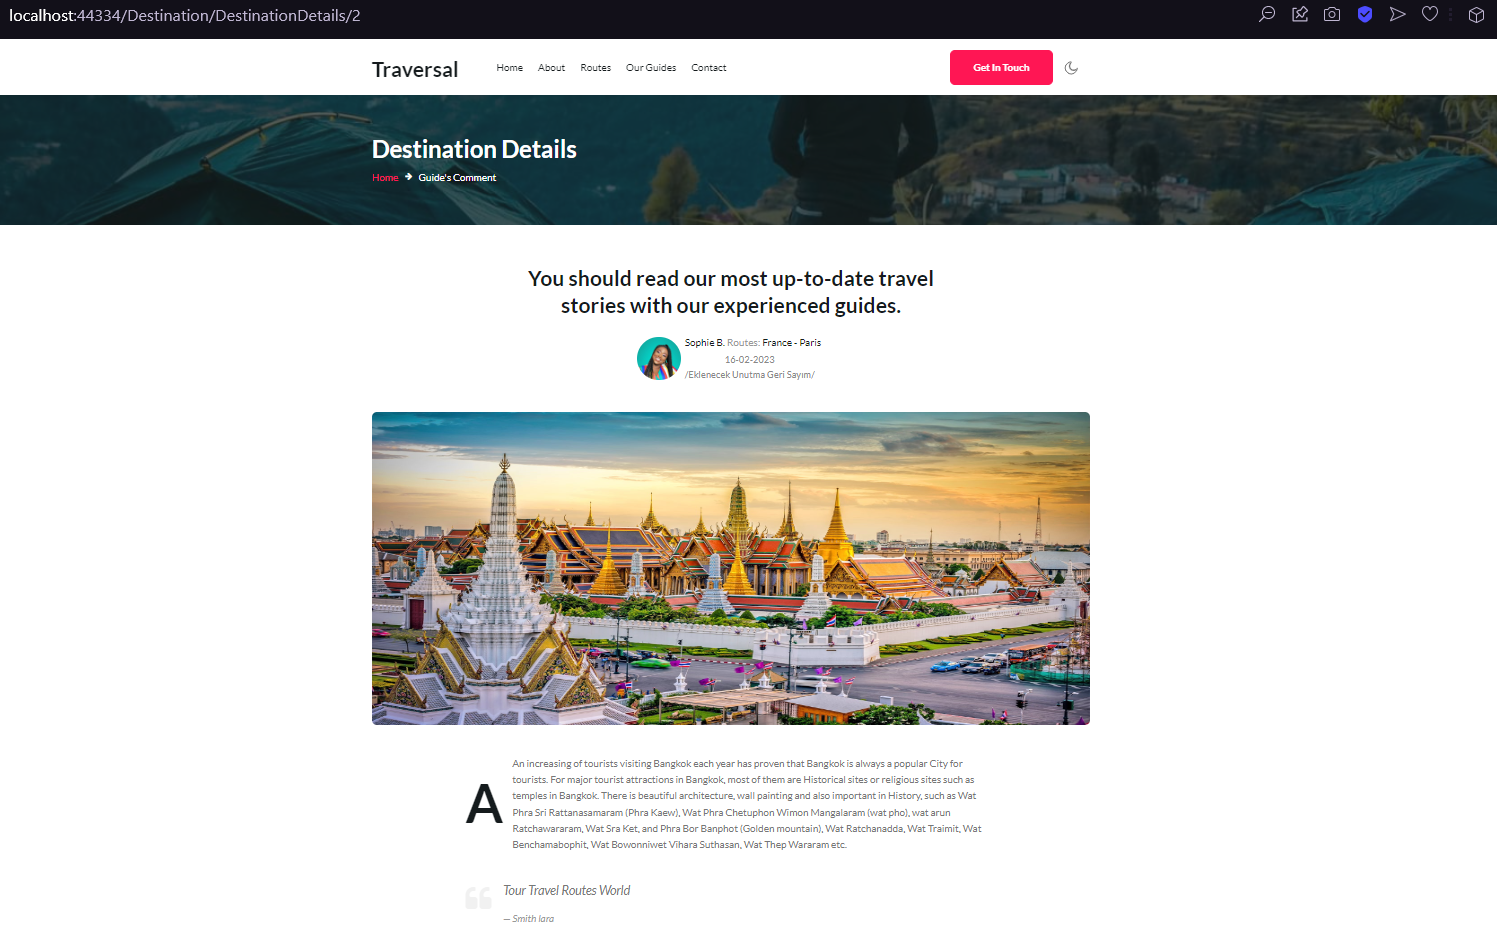 localhost:44334/Destination/DestinationDetails/2
Traversal
Home About Routes Our Guides Contact
Get In Touch
Destination Details
Home → Guide's Comment
You should read our most up-to-date travel
stories with our experienced guides.
Sophie B. Routes: France - Paris
16-02-2023
/Eklenecek Unutma Geri Sayım/
A
An increasing of tourists visiting Bangkok each year has proven that Bangkok is always a popular City for
tourists. For major tourist attractions in Bangkok, most of them are Historical sites or religious sites such as
temples in Bangkok. There is beautiful architecture, wall painting and also important in History, such as Wat
Phra Sri Rattanasamaram (Phra Kaew), Wat Phra Chetuphon Wimon Mangalaram (wat pho), wat arun
Ratchawararam, Wat Sra Ket, and Phra Bor Banphot (Golden mountain), Wat Ratchanadda, Wat Traimit, Wat
Benchamabophit, Wat Bowonniwet Vihara Suthasan, Wat Thep Wararam etc.
Tour Travel Routes World
— Smith Iara